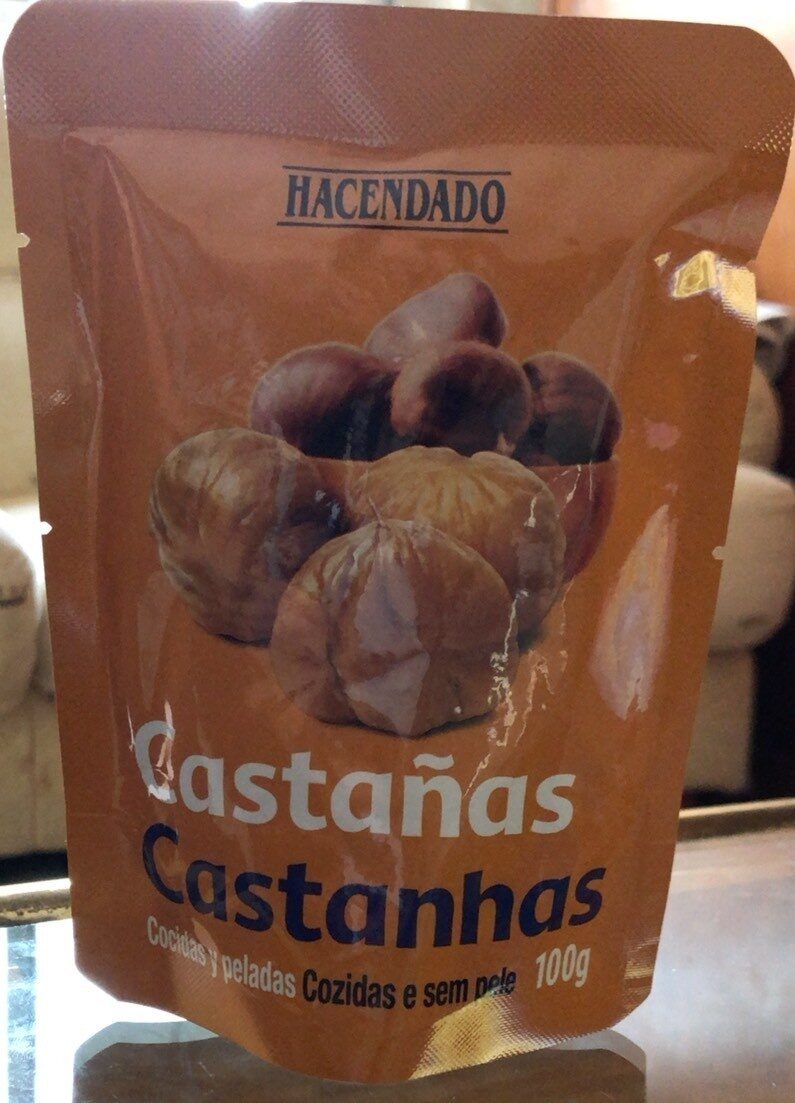 HACENDADO
Castañas
Castanhas
Cocidas y peladas Cozidas e sem pele 100g